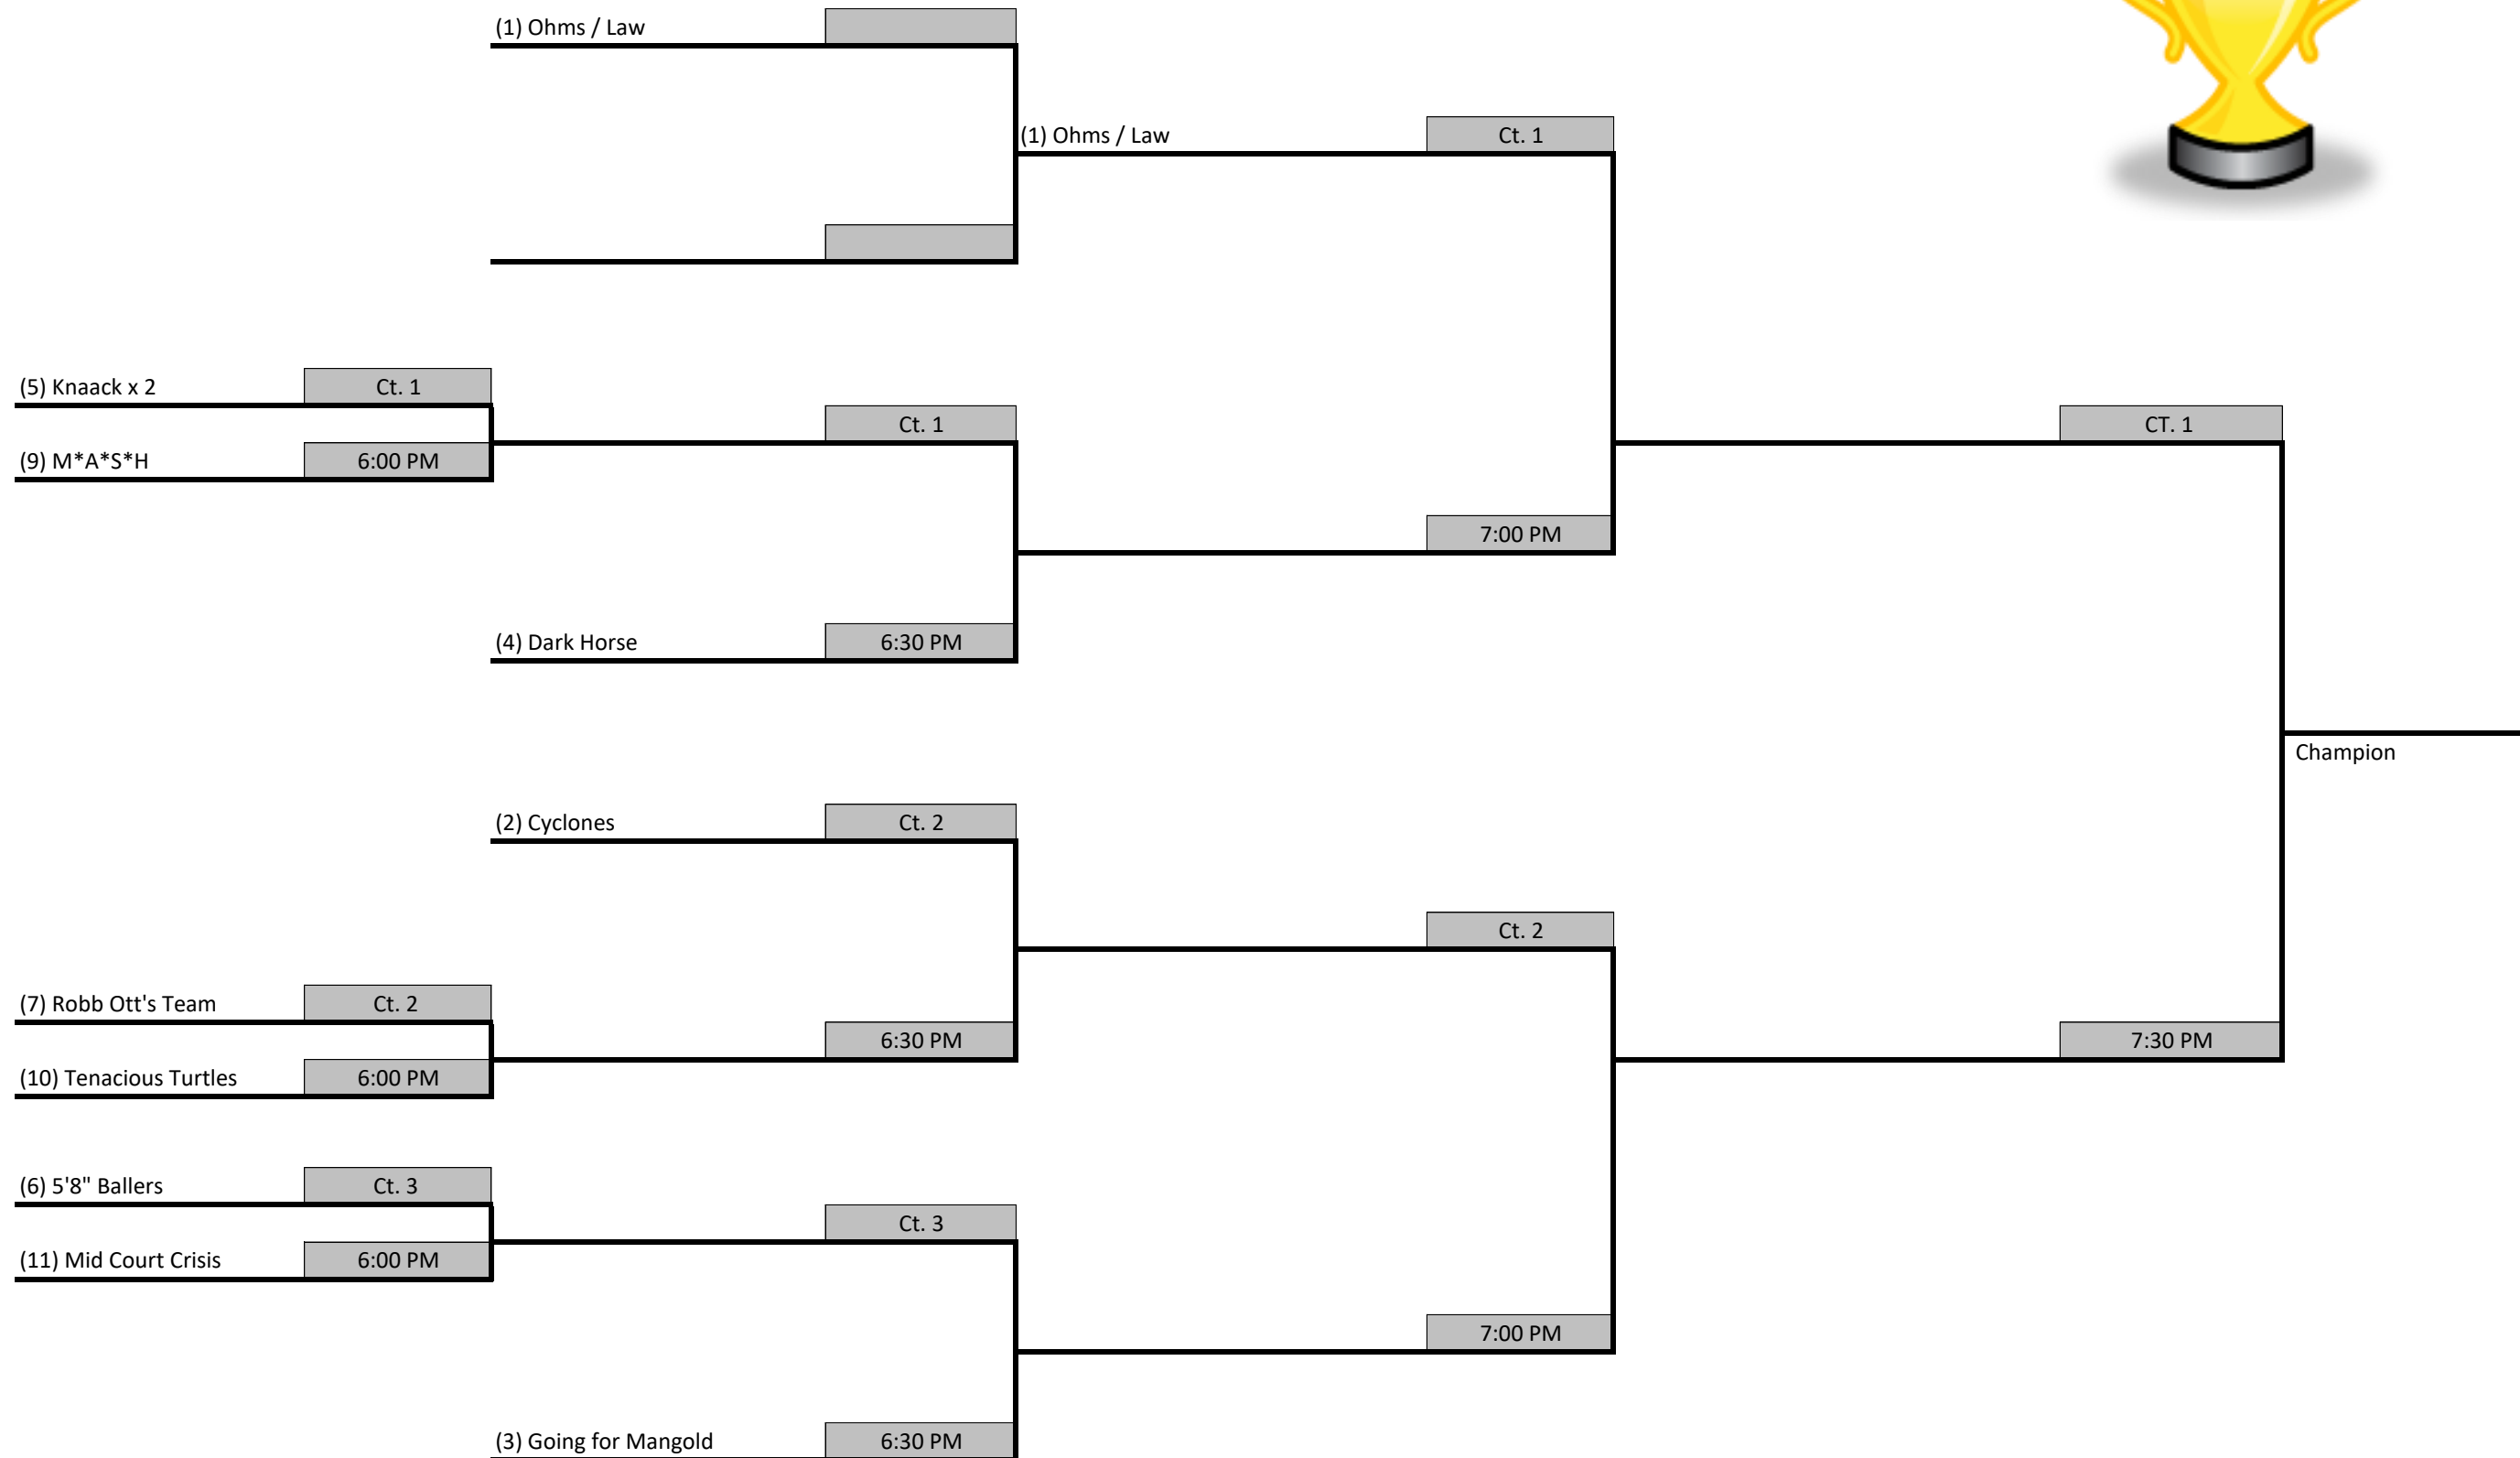 (1) Ohms / Law
(1) Ohms / Law
Ct. 1
(5) Knaack x 2
Ct. 1
(9) M*A*S*H
6:00 PM
Ct. 1
CT. 1
7:00 PM
(4) Dark Horse
6:30 PM
Champion
(2) Cyclones
Ct. 2
Ct. 2
(7) Robb Ott's Team
Ct. 2
6:30 PM
7:30 PM
(10) Tenacious Turtles
6:00 PM
(6) 5'8" Ballers
Ct. 3
Ct. 3
(11) Mid Court Crisis
6:00 PM
7:00 PM
(3) Going for Mangold
6:30 PM